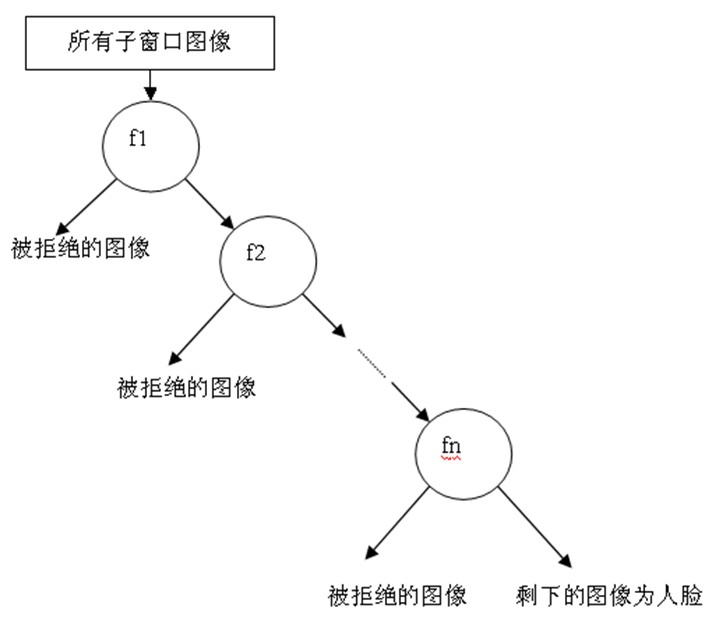 所有子窗口图像
f1
被拒绝的图像
f2
被拒绝的图像
........
fn
被拒绝的图像
剩下的图像为人脸